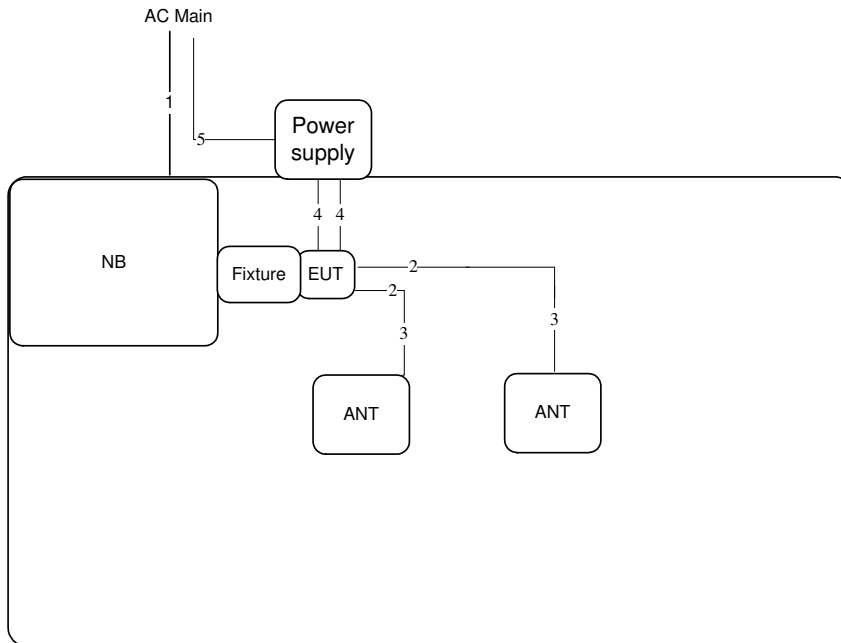 AC Main
1
5
Power
supply
4 4
NB
Fixture
EUT
2
2
3
3
ANT
ANT